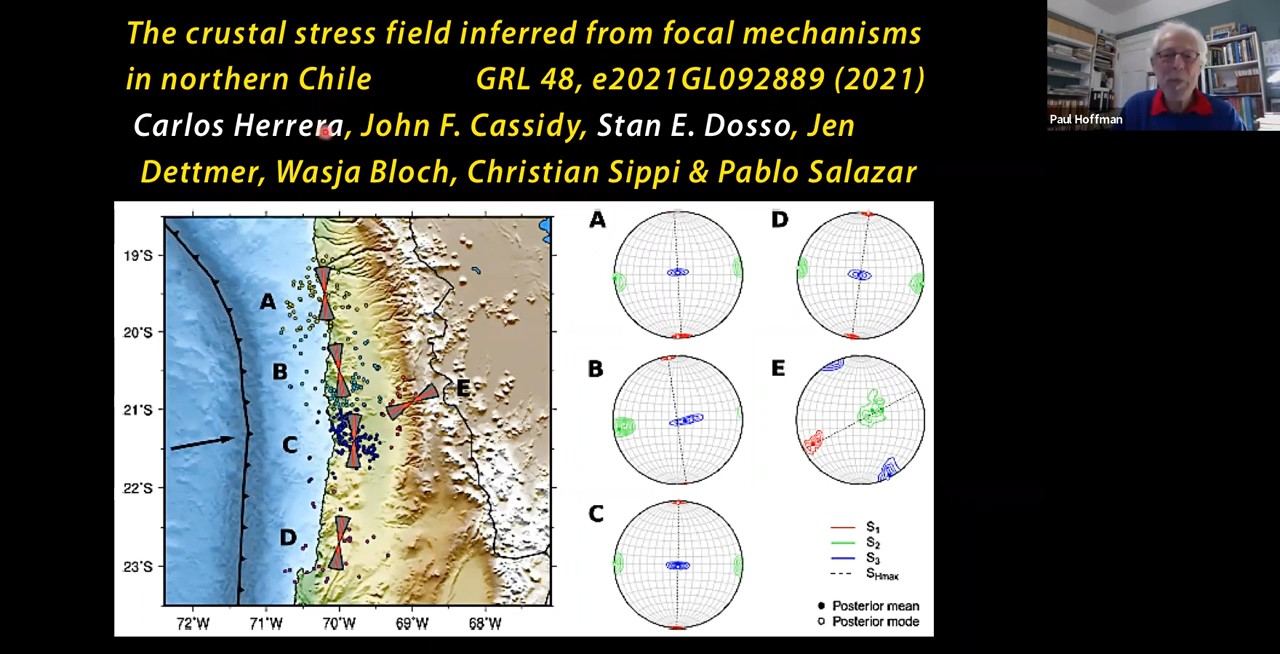 The crustal stress field inferred from focal mechanisms
in northern Chile GRL 48, e2021GL092889 (2021)
Carlos Herrera, John F. Cassidy, Stan E. Dosso, Jen
Dettmer, Wasja Bloch, Christian Sippi & Pablo Salazar
Paul Hoffman
19°S
20°S
21°S
22°S
23°S
72°W
71°W
70°W
69°W
68°W
A
B
C
D
E
A
D
B
E
C
S1
S2
S3
SHmax
Posterior mean
Posterior mode